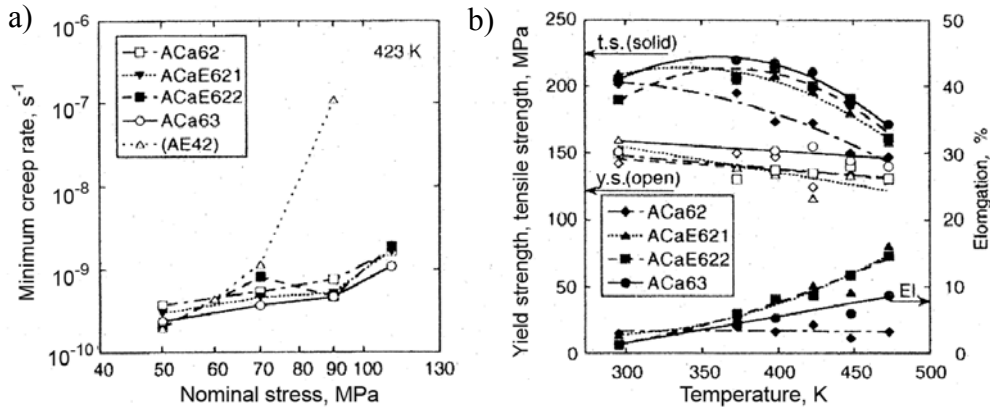 a)
10⁻⁶
10⁻⁷
10⁻⁸
10⁻⁹
10⁻¹⁰
Minimum creep rate, s⁻¹
ACa62
ACaE621
ACaE622
ACa63
(AE42)
423 K
40 50 60 70 80 90 100 130
Nominal stress, MPa
b)
250
200
150
100
50
0
Yield strength, tensile strength, MPa
t.s.(solid)
y.s.(open)
ACa62
ACaE621
ACaE622
ACa63
El
300 350 400 450 500
Temperature, K
50
40
30
20
10
0
Elomgation, %